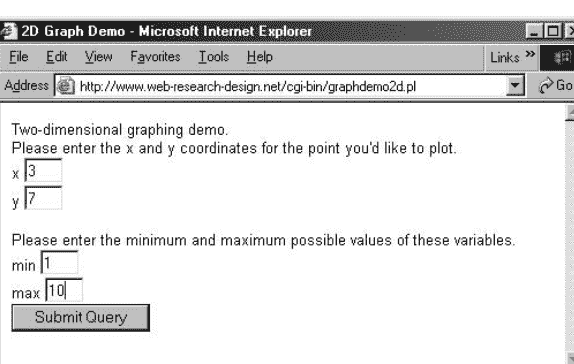 2D Graph Demo - Microsoft Internet Explorer
File Edit View Favorites Tools Help Links »
Address http://www.web-research-design.net/cgi-bin/graphdemo2d.pl Go
Two-dimensional graphing demo.
Please enter the x and y coordinates for the point you'd like to plot.
x 3
y 7
Please enter the minimum and maximum possible values of these variables.
min 1
max 10
Submit Query